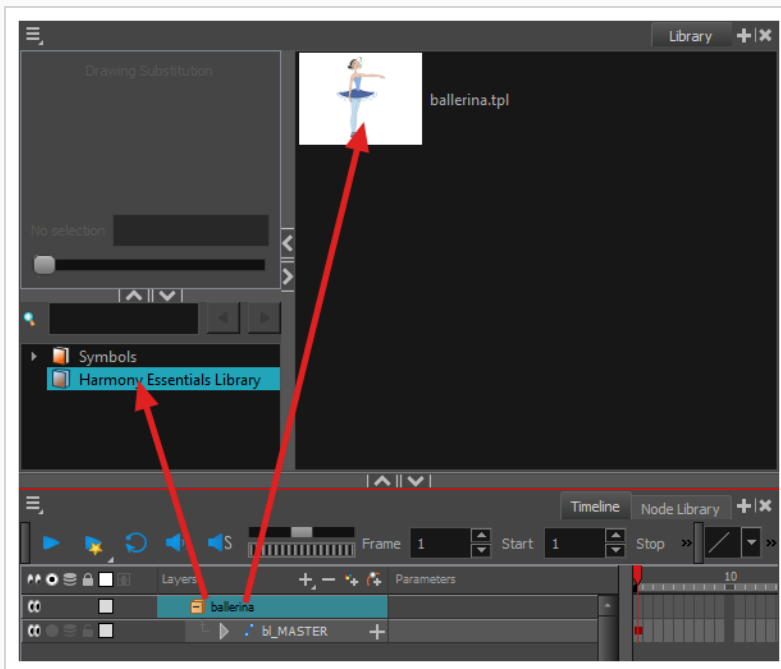 Library
Drawing Substitution
ballerina.tpl
No selection
Symbols
Harmony Essentials Library
Timeline
Node Library
S
Frame 1 Start 1 Stop
Layers Parameters 10
ballerina
bl_MASTER